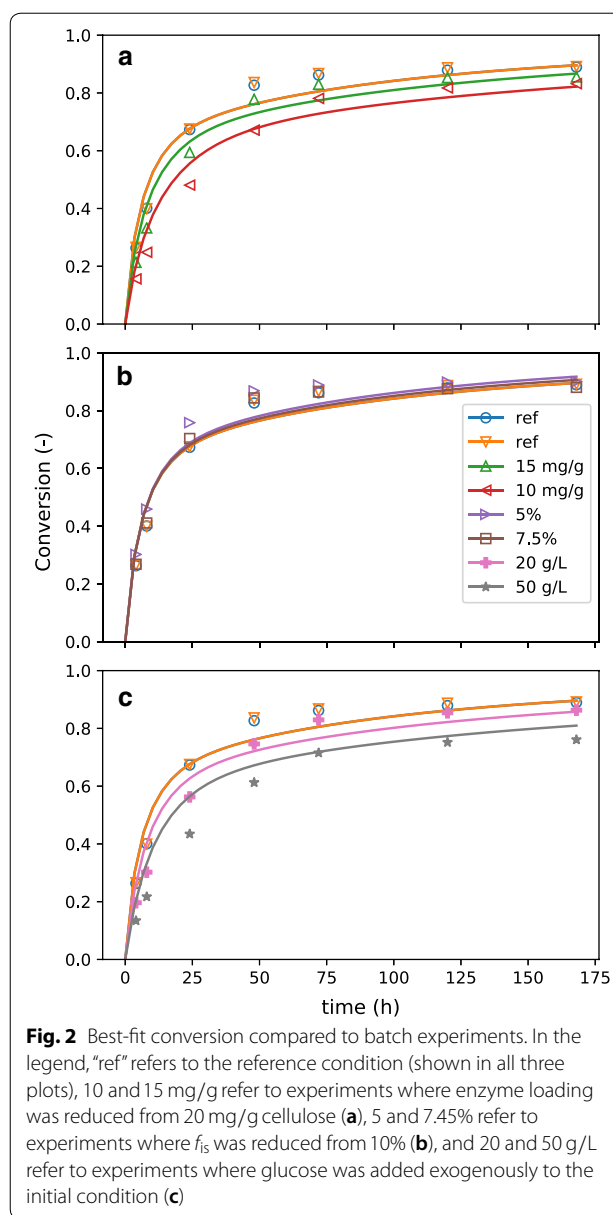 a
1.0
0.8
0.6
0.4
0.2
0.0
b
1.0
0.8
0.6
0.4
0.2
0.0
Conversion (-)
ref
ref
15 mg/g
10 mg/g
5%
7.5%
20 g/L
50 g/L
c
1.0
0.8
0.6
0.4
0.2
0.0
0 25 50 75 100 125 150 175
time (h)
Fig. 2 Best-fit conversion compared to batch experiments. In the
legend, “ref” refers to the reference condition (shown in all three
plots), 10 and 15 mg/g refer to experiments where enzyme loading
was reduced from 20 mg/g cellulose (a), 5 and 7.45% refer to
experiments where fis was reduced from 10% (b), and 20 and 50 g/L
refer to experiments where glucose was added exogenously to the
initial condition (c)